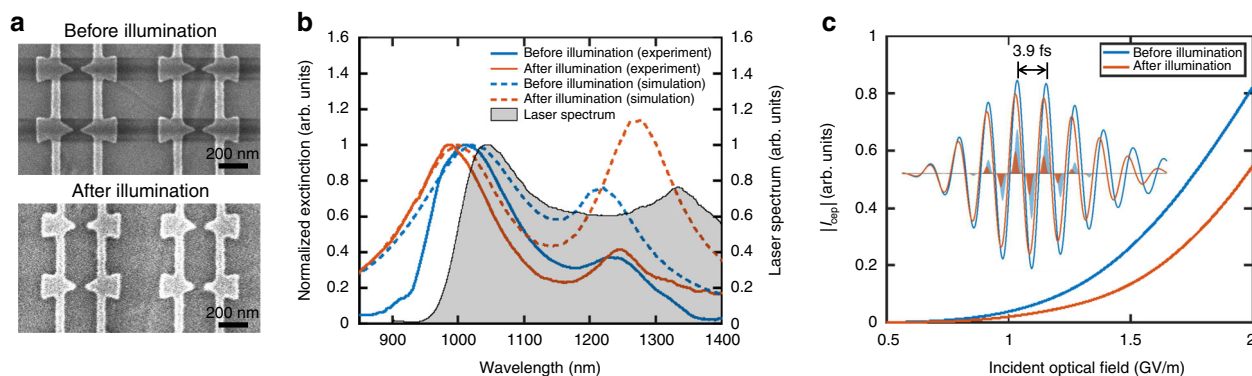 a
Before illumination
200 nm
After illumination
200 nm
b
Normalized extinction (arb. units)
1.6
1.4
1.2
1
0.8
0.6
0.4
0.2
0
Before illumination (experiment)
After illumination (experiment)
Before illumination (simulation)
After illumination (simulation)
Laser spectrum
1.6
1.4
1.2
1
0.8
0.6
0.4
0.2
0
Laser spectrum (arb. units)
900 1000 1100 1200 1300 1400
Wavelength (nm)
c
|Icep| (arb. units)
1
0.8
0.6
0.4
0.2
0
3.9 fs
Before illumination
After illumination
0.5 1 1.5 2
Incident optical field (GV/m)